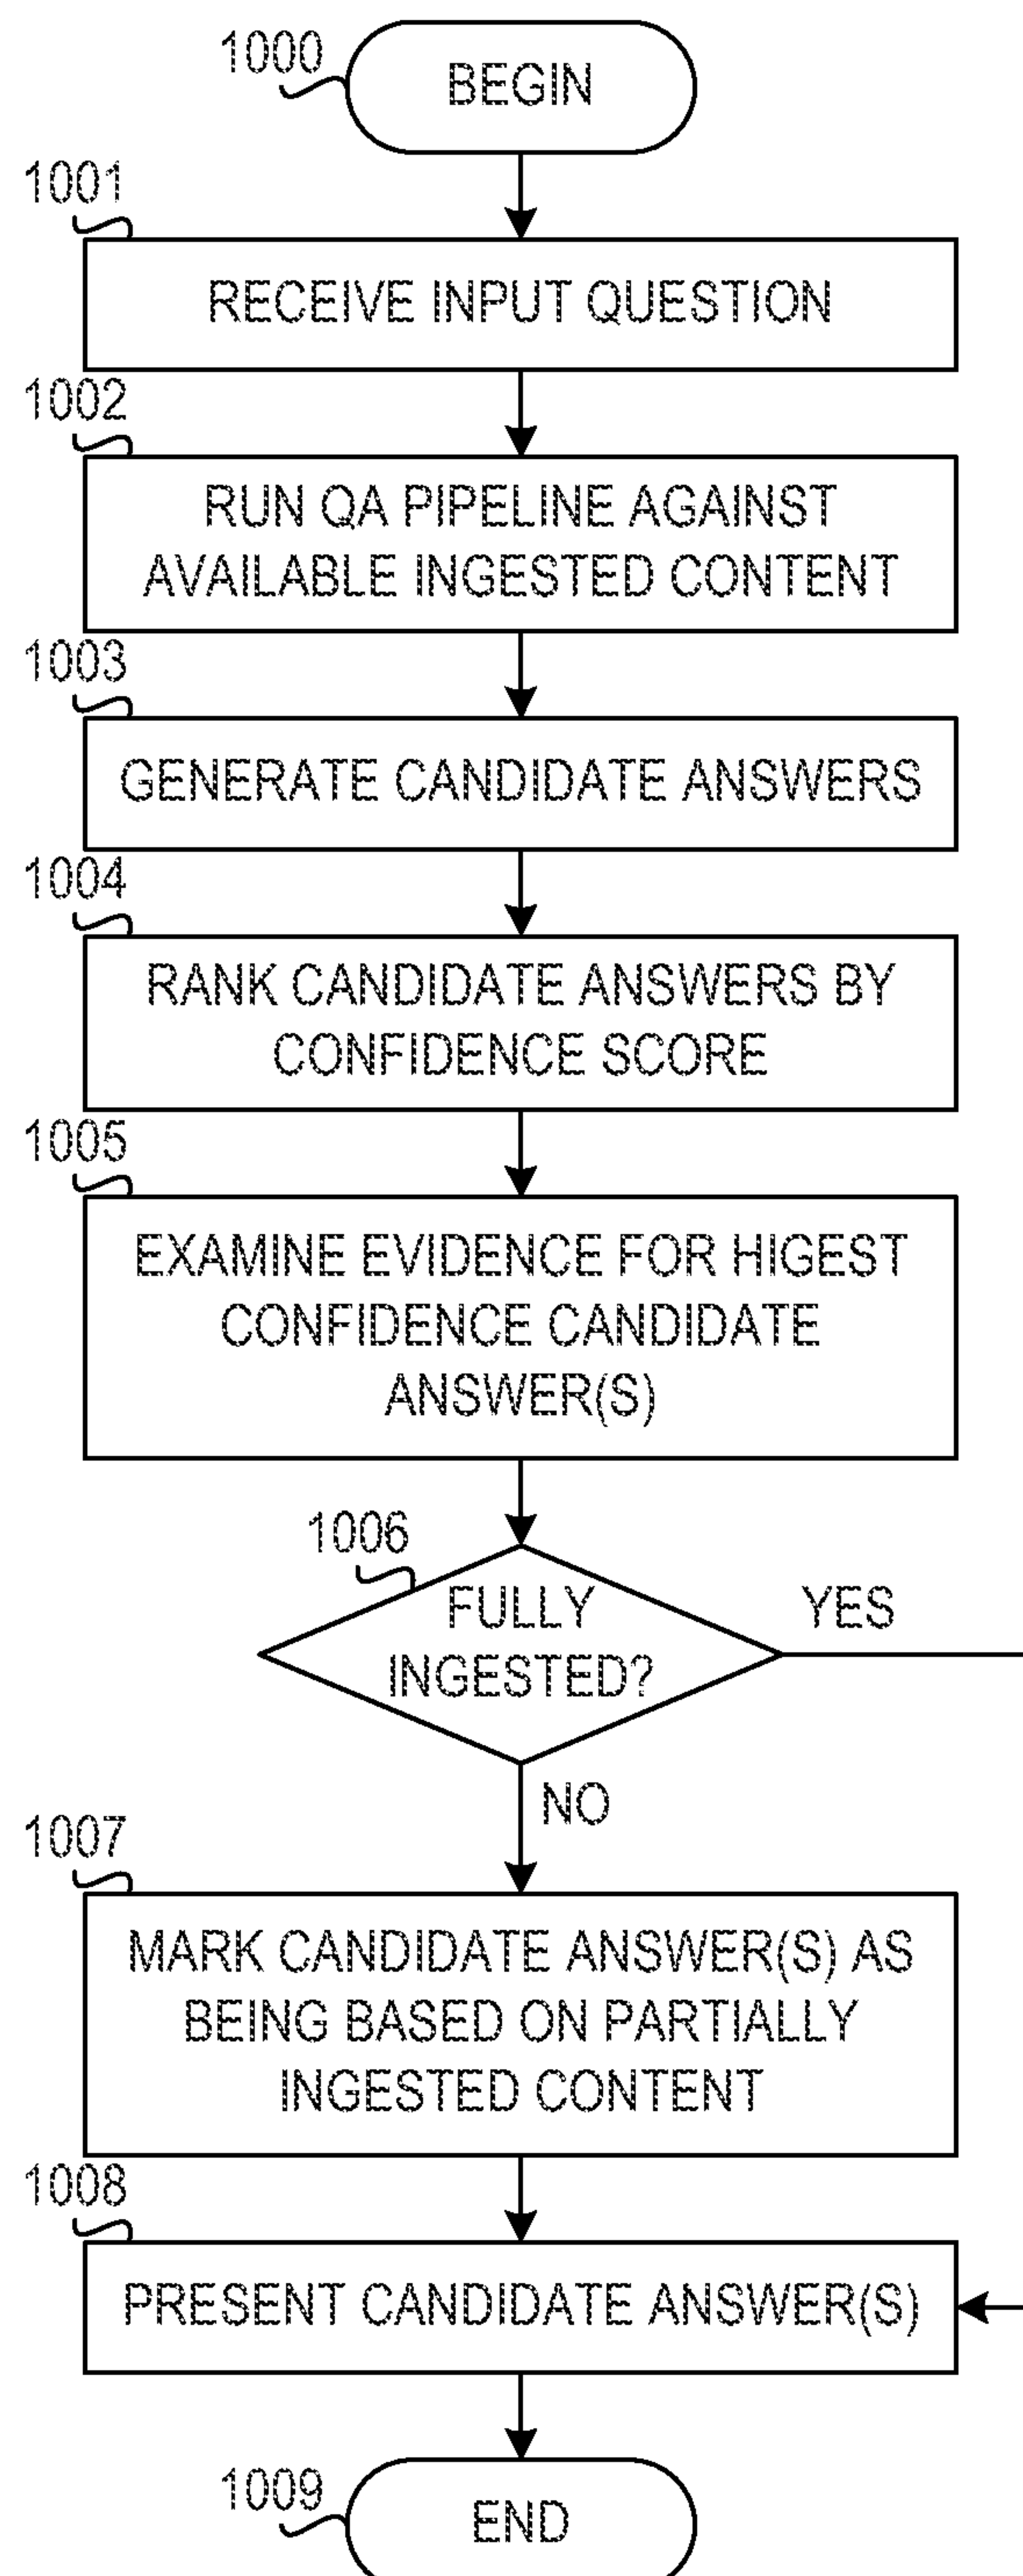 1000
BEGIN
1001
RECEIVE INPUT QUESTION
1002
RUN QA PIPELINE AGAINST
AVAILABLE INGESTED CONTENT
1003
GENERATE CANDIDATE ANSWERS
1004
RANK CANDIDATE ANSWERS BY
CONFIDENCE SCORE
1005
EXAMINE EVIDENCE FOR HIGEST
CONFIDENCE CANDIDATE
ANSWER(S)
1006
FULLY
INGESTED?
YES
NO
1007
MARK CANDIDATE ANSWER(S) AS
BEING BASED ON PARTIALLY
INGESTED CONTENT
1008
PRESENT CANDIDATE ANSWER(S)
1009
END